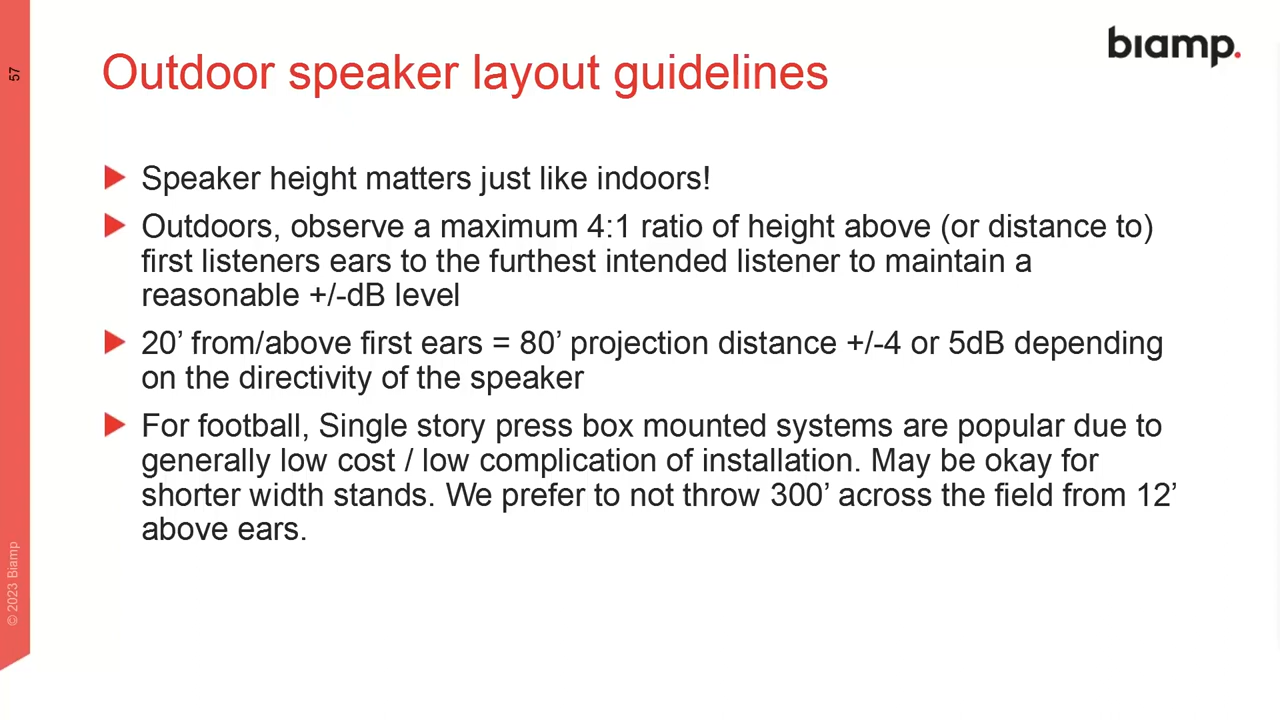 57
biamp.
Outdoor speaker layout guidelines
Speaker height matters just like indoors!
Outdoors, observe a maximum 4:1 ratio of height above (or distance to)
first listeners ears to the furthest intended listener to maintain a
reasonable +/-dB level
20’ from/above first ears = 80’ projection distance +/-4 or 5dB depending
on the directivity of the speaker
For football, Single story press box mounted systems are popular due to
generally low cost / low complication of installation. May be okay for
shorter width stands. We prefer to not throw 300’ across the field from 12’
above ears.
© 2023 Biamp